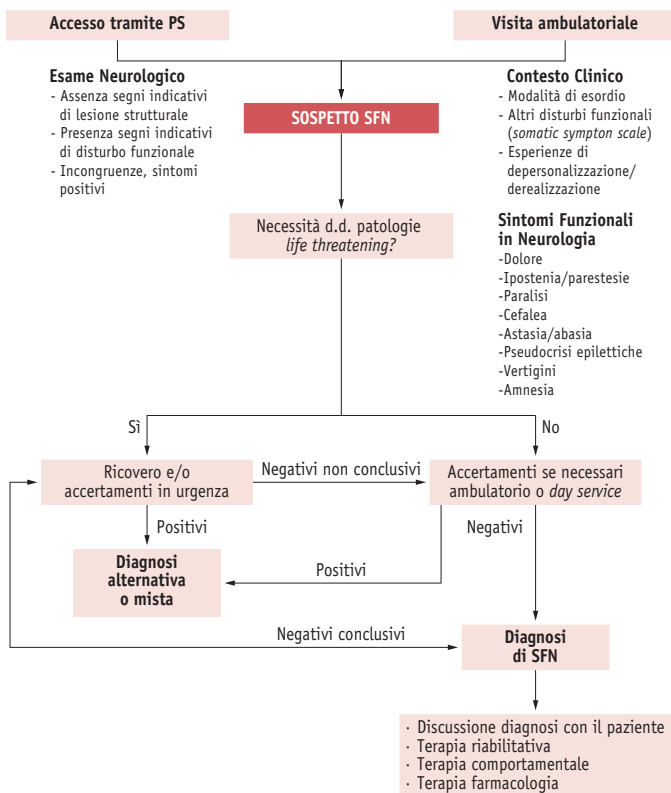 Accesso tramite PS
Visita ambulatoriale
Esame Neurologico
- Assenza segni indicativi
di lesione strutturale
- Presenza segni indicativi
di disturbo funzionale
- Incongruenze, sintomi
positivi
SOSPETTO SFN
Contesto Clinico
- Modalità di esordio
- Altri disturbi funzionali
(somatic sympton scale)
- Esperienze di
depersonalizzazione/
derealizzazione
Necessità d.d. patologie
life threatening?
Sintomi Funzionali
in Neurologia
-Dolore
-Ipostenia/parestesie
-Paralisi
-Cefalea
-Astasia/abasia
-Pseudocrisi epilettiche
-Vertigini
-Amnesia
Sì
No
Ricovero e/o
accertamenti in urgenza
Negativi non conclusivi
Accertamenti se necessari
ambulatorio o day service
Positivi
Negativi
Diagnosi
alternativa
o mista
Positivi
Negativi conclusivi
Diagnosi
di SFN
· Discussione diagnosi con il paziente
· Terapia riabilitativa
· Terapia comportamentale
· Terapia farmacologia